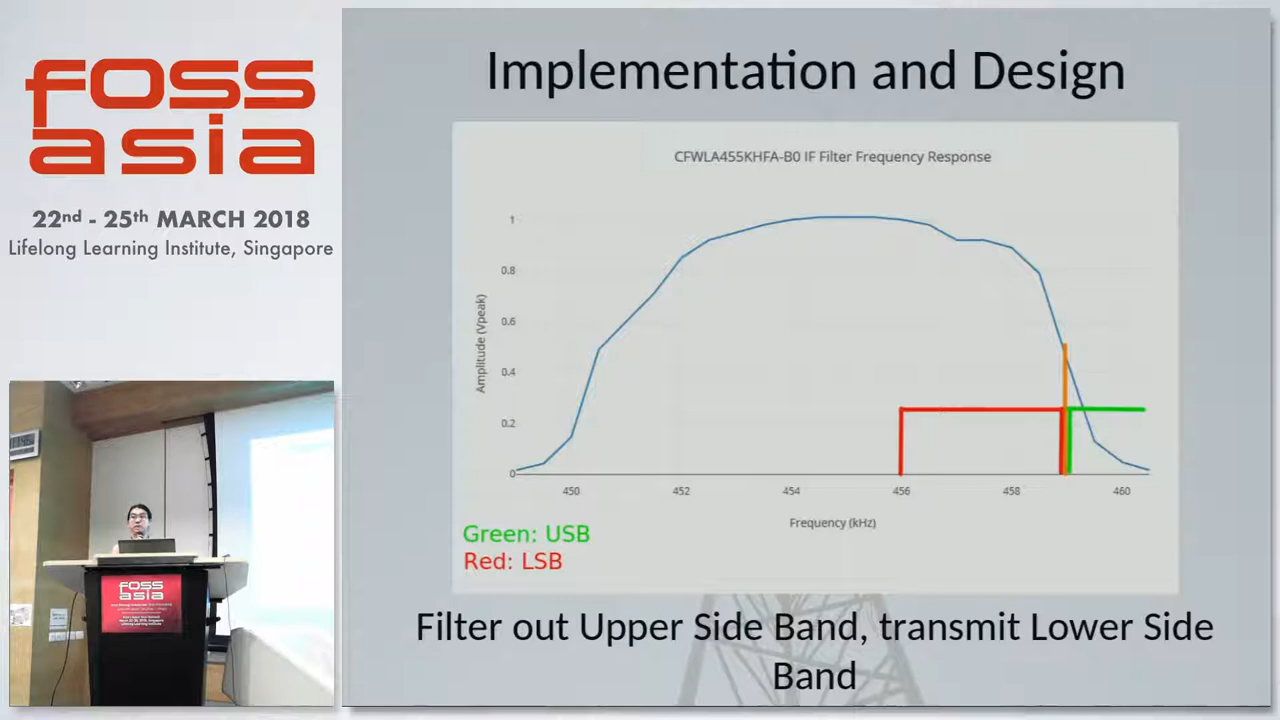 foss
asia
22nd - 25th MARCH 2018
Lifelong Learning Institute, Singapore
Implementation and Design
CFWLA455KHFA-B0 IF Filter Frequency Response
Amplitude (Vpeak)
1
0.8
0.6
0.4
0.2
0
450 452 454 456 458 460
Frequency (kHz)
Green: USB
Red: LSB
Filter out Upper Side Band, transmit Lower Side
Band
foss
asia